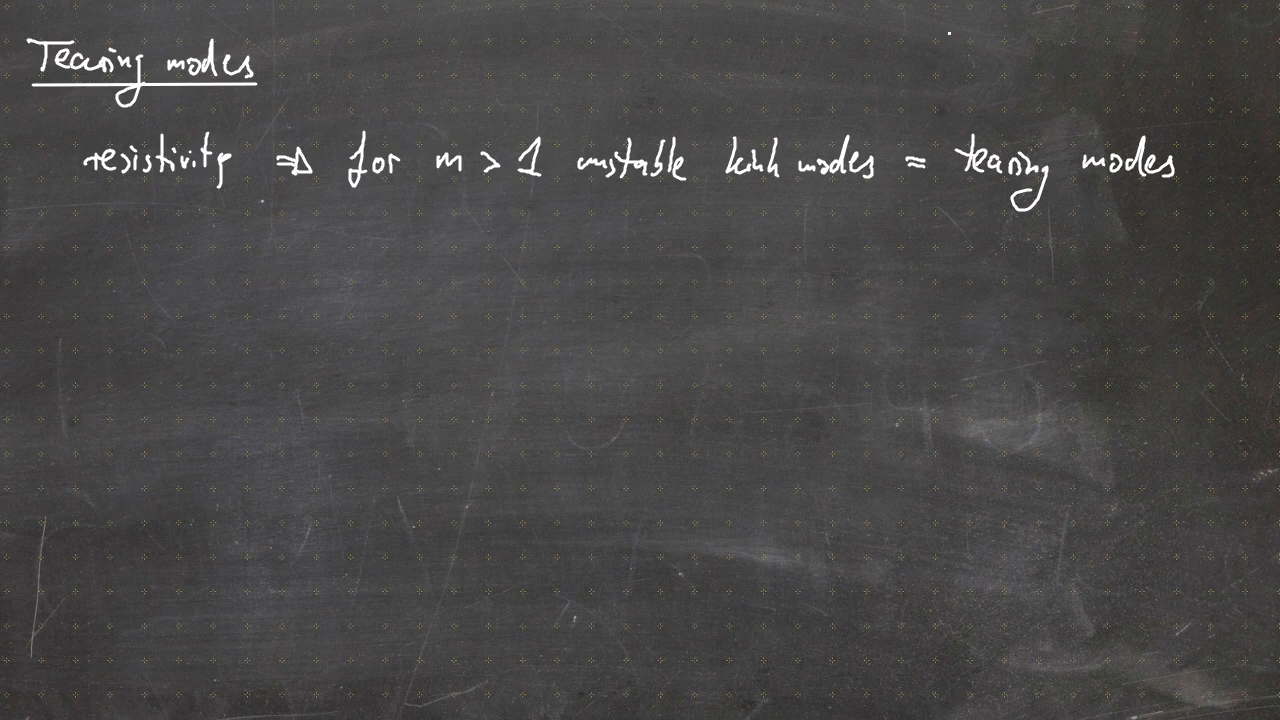 Tearing modes
resistivity ⇒ for m > 1 unstable kink modes = tearing modes